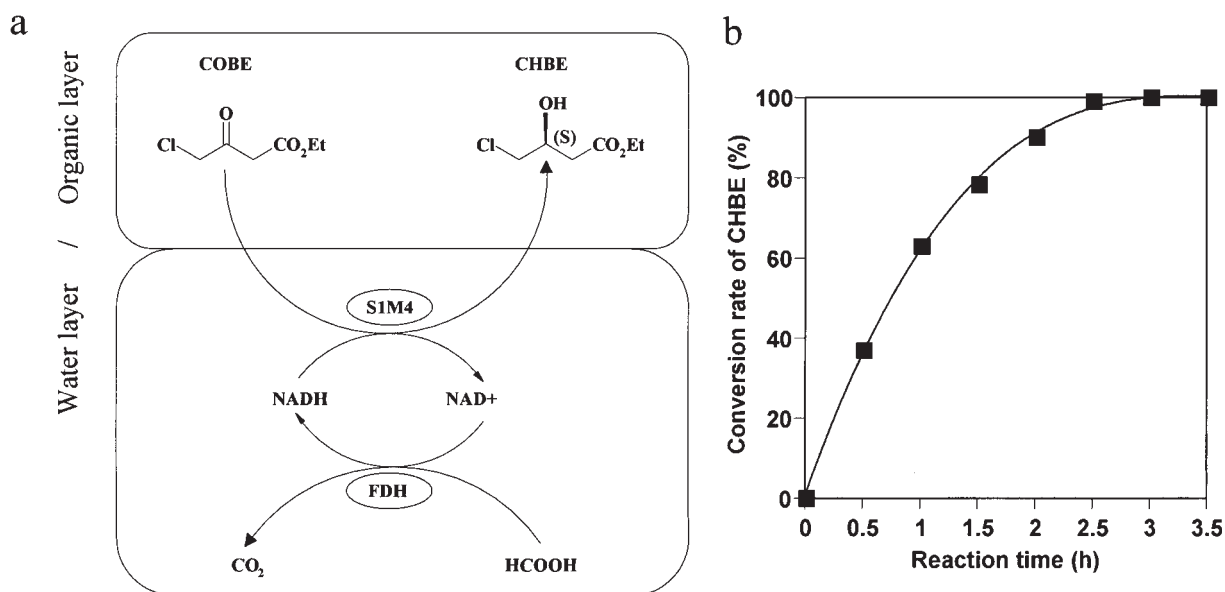 a
Water layer / Organic layer
COBE
CHBE
O
Cl
CO₂Et
OH
(S)
Cl
CO₂Et
S1M4
NADH
NAD+
FDH
CO₂
HCOOH
b
Conversion rate of CHBE (%)
100
80
60
40
20
0
0 0.5 1 1.5 2 2.5 3 3.5
Reaction time (h)